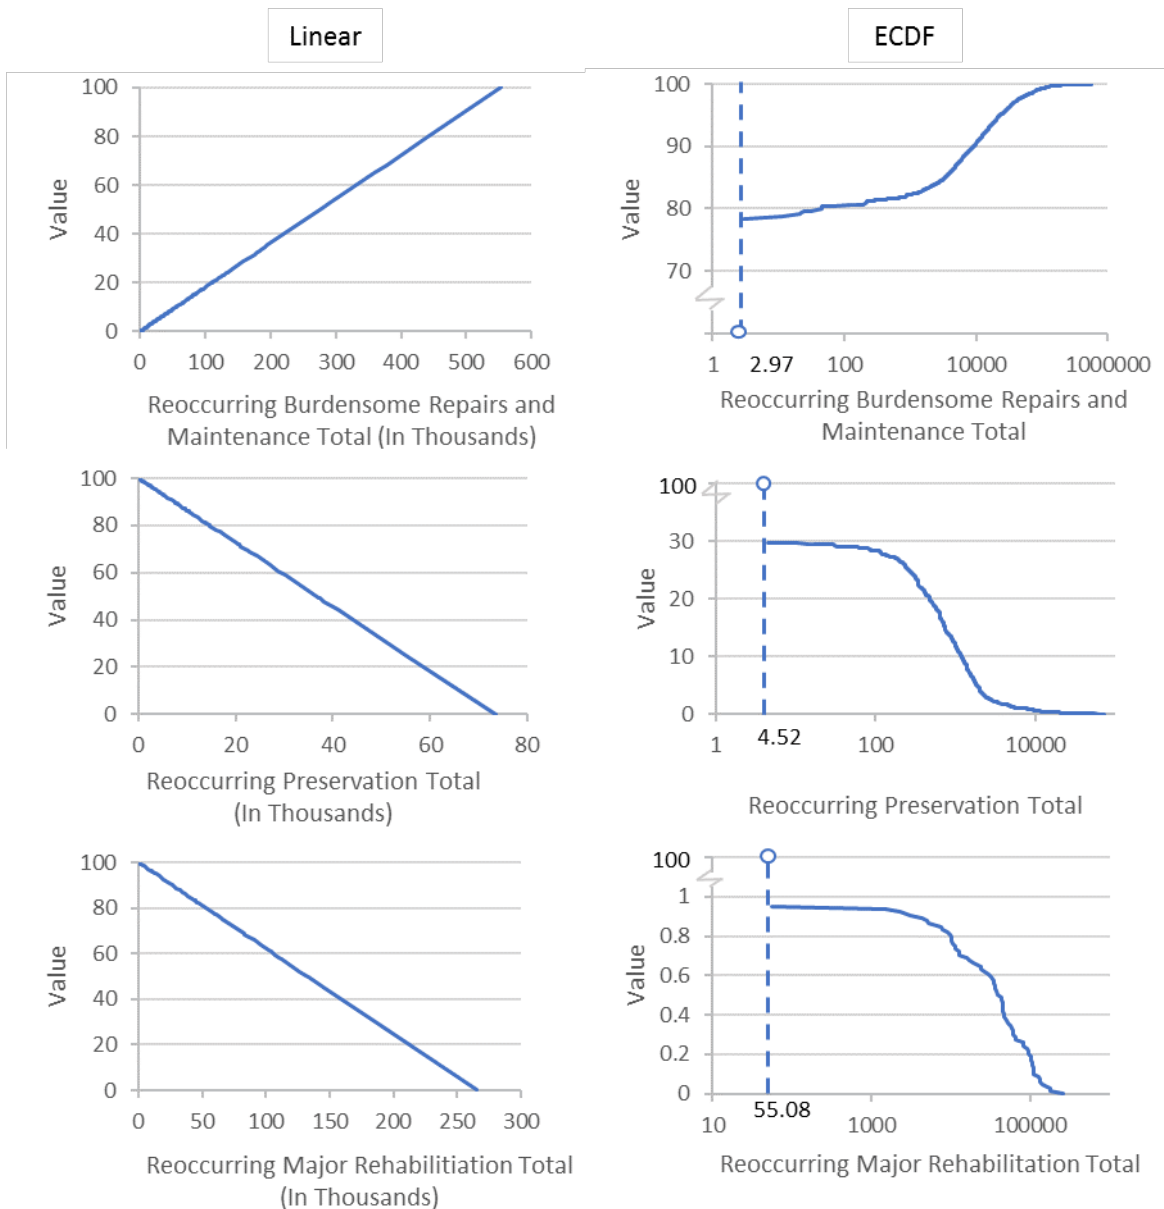 Linear
ECDF
100
80
60
40
20
0
Value
0 100 200 300 400 500 600
Reoccurring Burdensome Repairs and
Maintenance Total (In Thousands)
100
90
80
70
Value
1 2.97 100 10000 1000000
Reoccurring Burdensome Repairs and
Maintenance Total
100
80
60
40
20
0
Value
0 20 40 60 80
Reoccurring Preservation Total
(In Thousands)
100
30
20
10
0
Value
1 4.52 100 10000
Reoccurring Preservation Total
100
80
60
40
20
0
Value
0 50 100 150 200 250 300
Reoccurring Major Rehabilitiation Total
(In Thousands)
100
1
0.8
0.6
0.4
0.2
0
Value
10 55.08 1000 100000
Reoccurring Major Rehabilitation Total